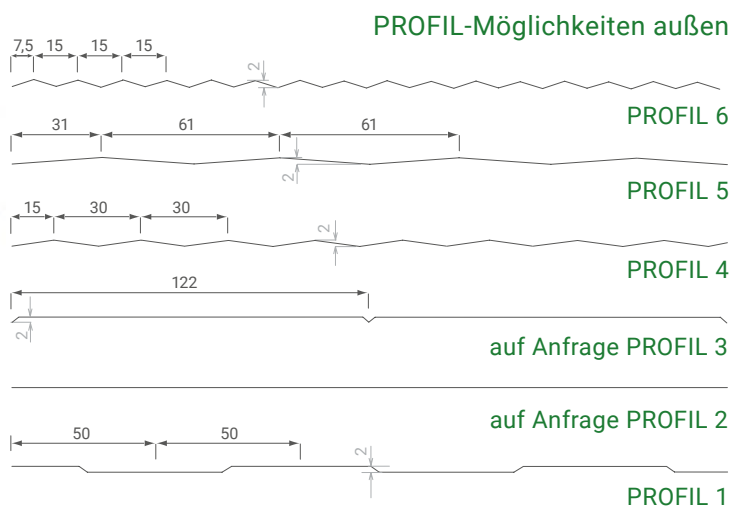 PROFIL-Möglichkeiten außen
7,5 15 15 15
2
PROFIL 6
31 61 61
2
PROFIL 5
15 30 30
2
PROFIL 4
122
2
auf Anfrage PROFIL 3
auf Anfrage PROFIL 2
50 50
2
PROFIL 1